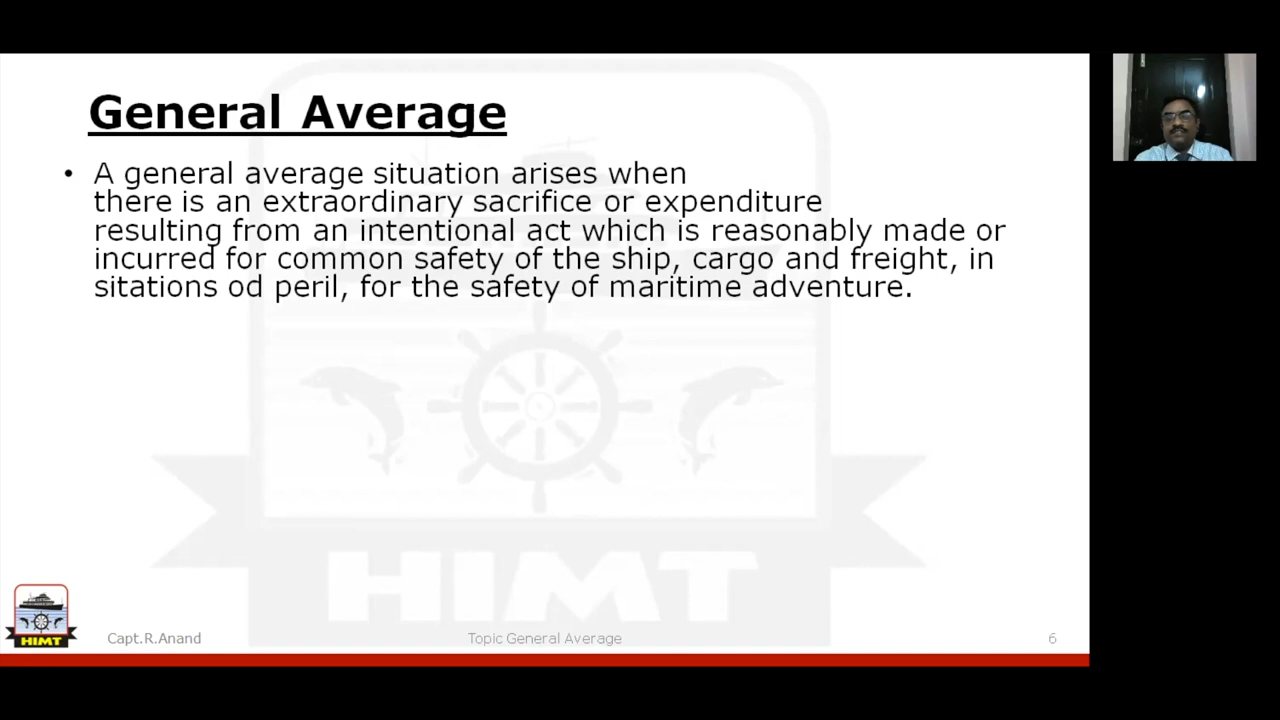 General Average
• A general average situation arises when
there is an extraordinary sacrifice or expenditure
resulting from an intentional act which is reasonably made or
incurred for common safety of the ship, cargo and freight, in
sitations od peril, for the safety of maritime adventure.
HIMT
HIMT
Capt.R.Anand
Topic General Average
6